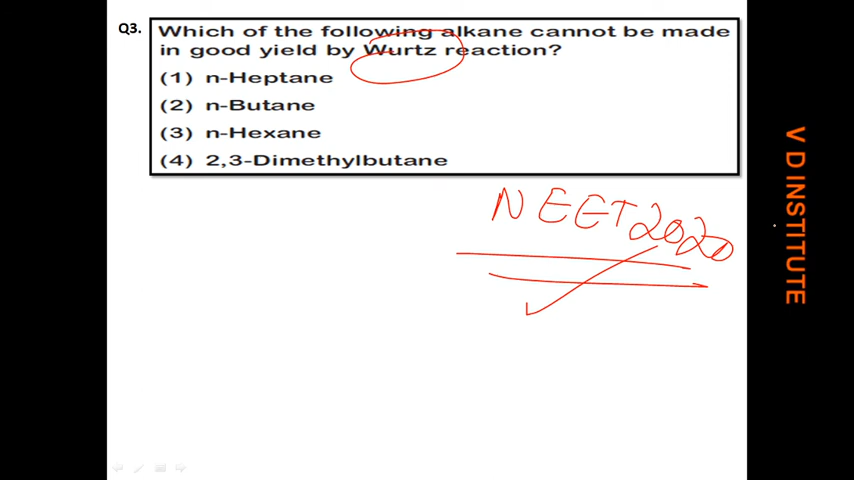 Q3. Which of the following alkane cannot be made
in good yield by Wurtz reaction?
(1) n-Heptane
(2) n-Butane
(3) n-Hexane
(4) 2,3-Dimethylbutane
NEET 2020
V D INSTITUTE